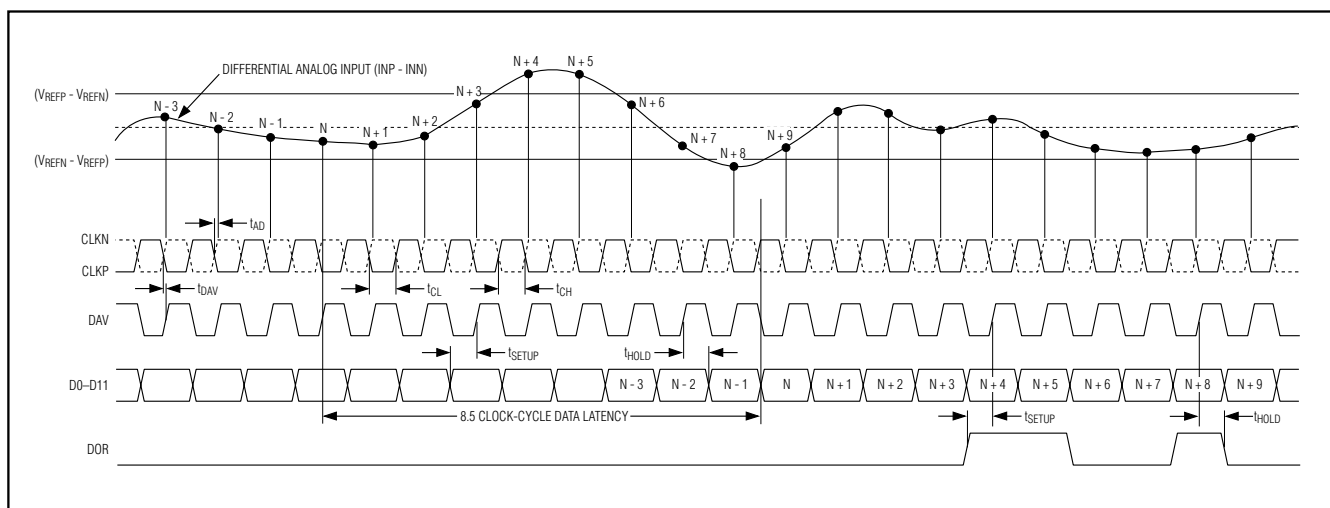 DIFFERENTIAL ANALOG INPUT (INP - INN)
(VREFP - VREFN)
(VREFN - VREFP)
N - 3
N - 2
N - 1
N
N + 1
N + 2
N + 3
N + 4
N + 5
N + 6
N + 7
N + 8
N + 9
tAD
CLKN
CLKP
tDAV
tCL
tCH
DAV
tSETUP
tHOLD
D0–D11
N - 3
N - 2
N - 1
N
N + 1
N + 2
N + 3
N + 4
N + 5
N + 6
N + 7
N + 8
N + 9
8.5 CLOCK-CYCLE DATA LATENCY
tSETUP
tHOLD
DOR